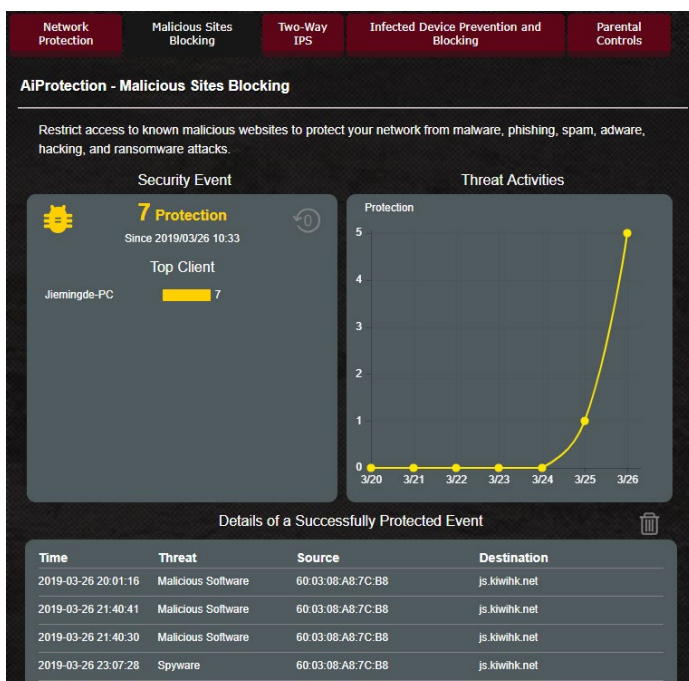 Network Protection
Malicious Sites Blocking
Two-Way IPS
Infected Device Prevention and Blocking
Parental Controls
AiProtection - Malicious Sites Blocking
Restrict access to known malicious websites to protect your network from malware, phishing, spam, adware,
hacking, and ransomware attacks.
Security Event
7 Protection
0
Since 2019/03/26 10:33
Top Client
Jiemingde-PC 7
Threat Activities
Protection
5
4
3
2
1
0
3/20 3/21 3/22 3/23 3/24 3/25 3/26
Details of a Successfully Protected Event
Time Threat Source Destination
2019-03-26 20:01:16 Malicious Software 60:03:08:A8:7C:B8 js.kiwihk.net
2019-03-26 21:40:41 Malicious Software 60:03:08:A8:7C:B8 js.kiwihk.net
2019-03-26 21:40:30 Malicious Software 60:03:08:A8:7C:B8 js.kiwihk.net
2019-03-26 23:07:28 Spyware 60:03:08:A8:7C:B8 js.kiwihk.net